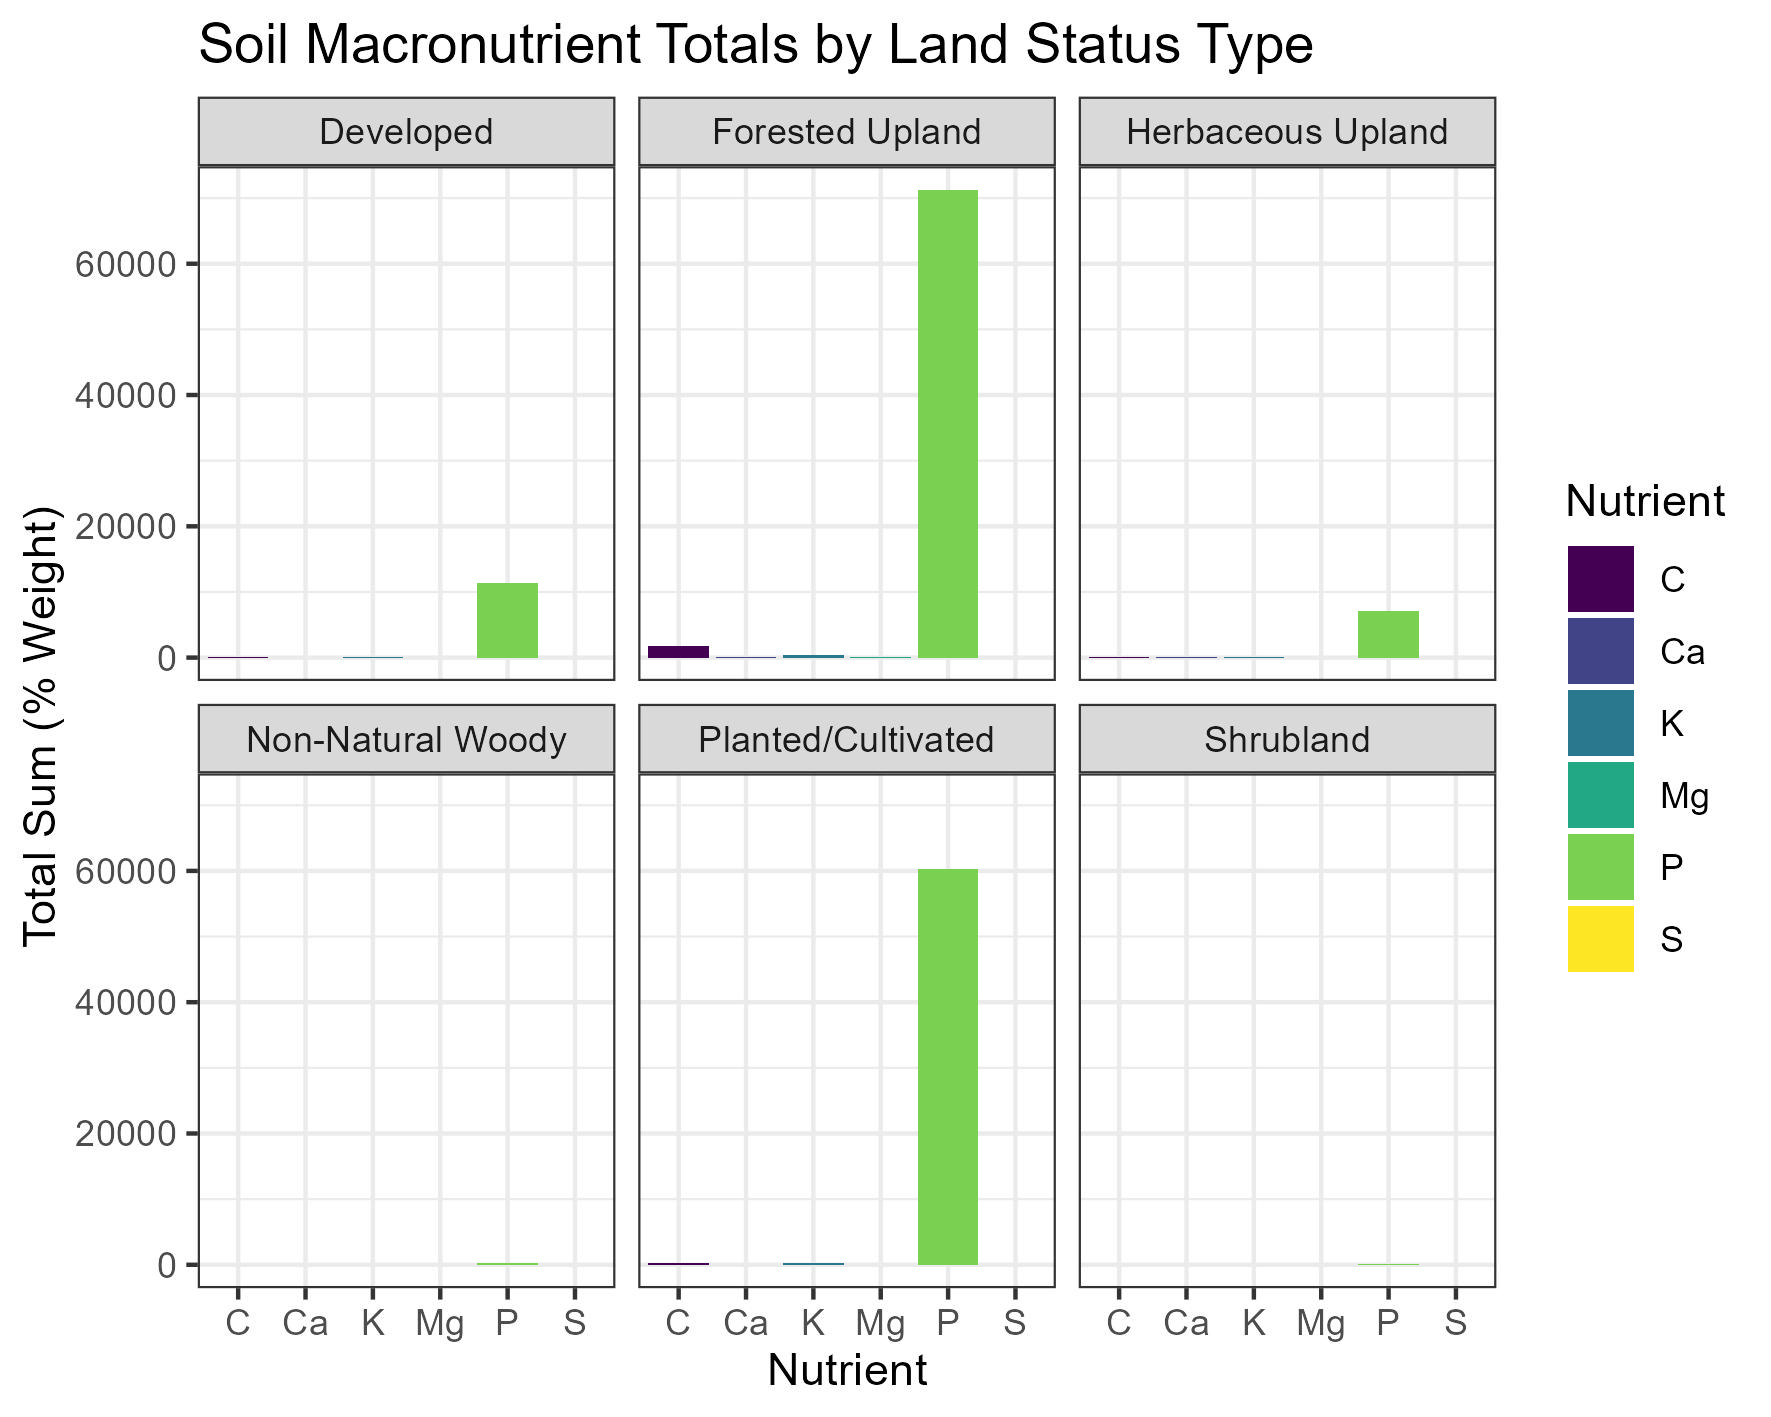 Soil Macronutrient Totals by Land Status Type
Developed
Forested Upland
Herbaceous Upland
60000
40000
20000
0
Non-Natural Woody
Planted/Cultivated
Shrubland
60000
40000
20000
0
C Ca K Mg P S
C Ca K Mg P S
C Ca K Mg P S
Nutrient
Total Sum (% Weight)
Nutrient
C
Ca
K
Mg
P
S